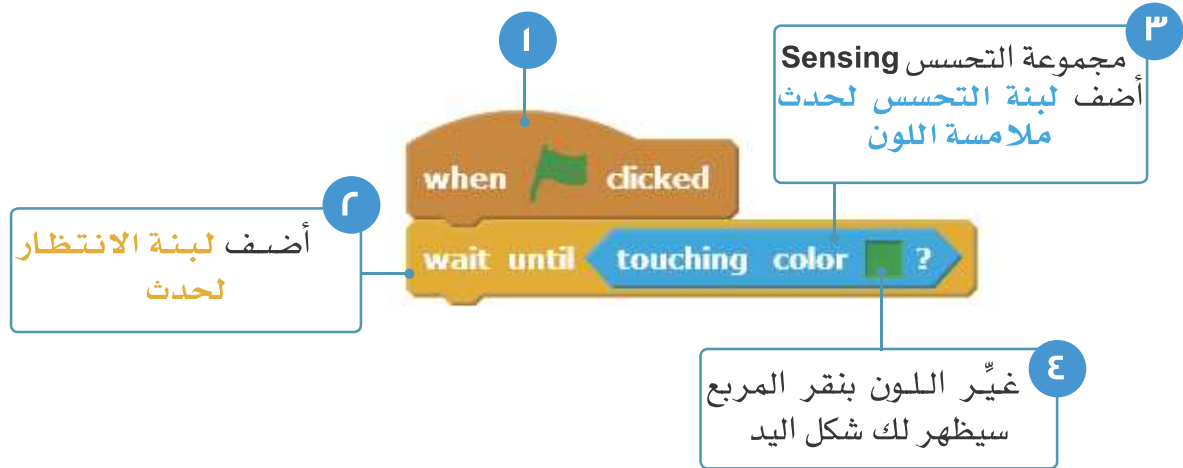 ١
when clicked
٢
أضف لبنة الانتظار
لحدث
wait until touching color ?
٣
مجموعة التحسس Sensing
أضف لبنة التحسس لحدث
ملامسة اللون
٤
غيِّر اللون بنقر المربع
سيظهر لك شكل اليد